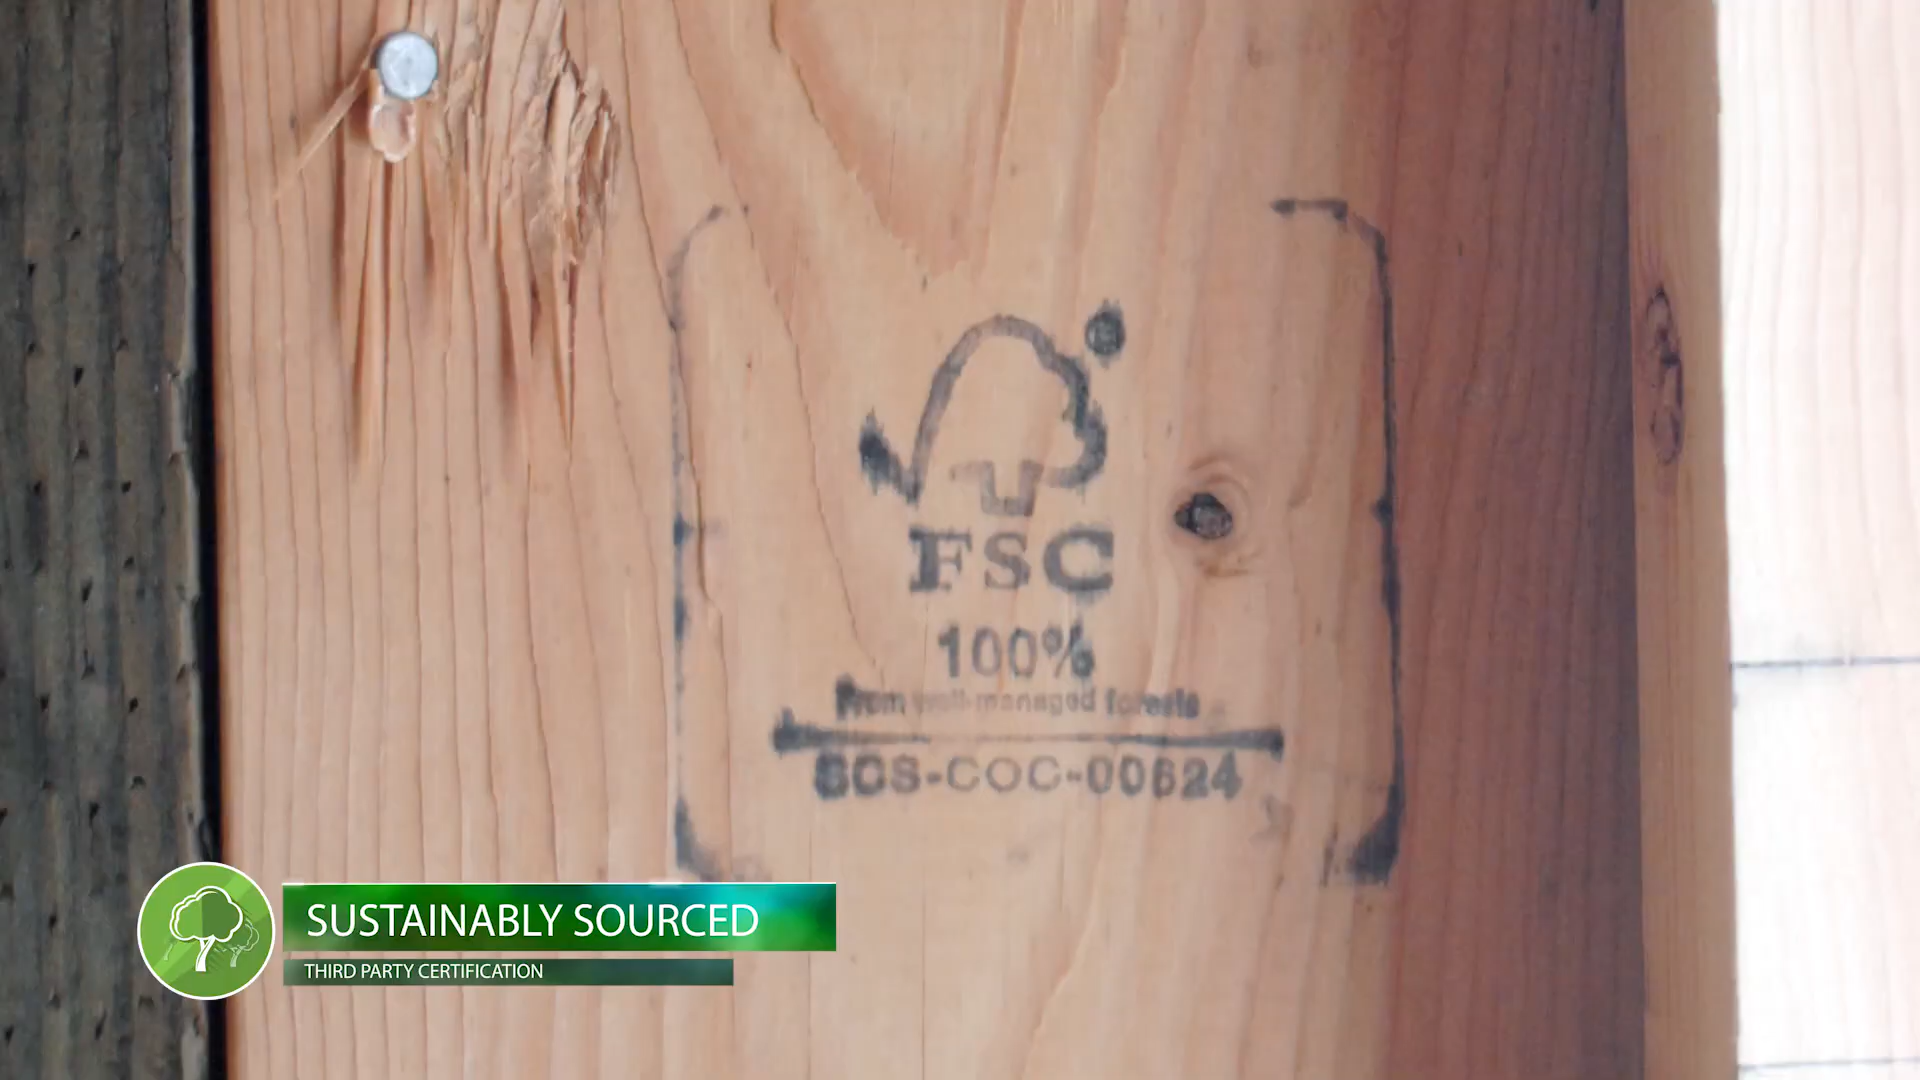 FSC
100%
From well-managed forests
SCS-COC-00624
SUSTAINABLY SOURCED
THIRD PARTY CERTIFICATION